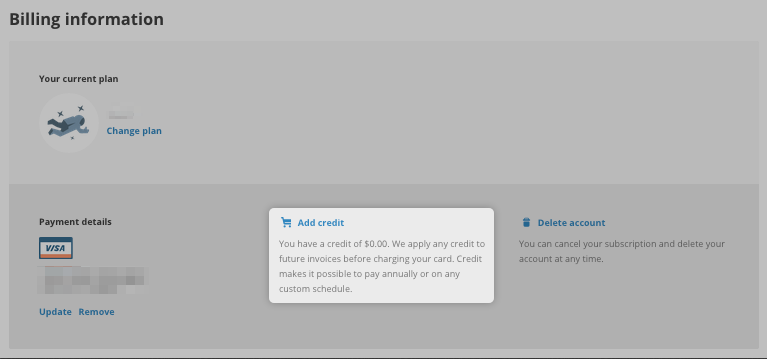 Billing information
Your current plan
Change plan
Payment details
VISA
Update Remove
Add credit
You have a credit of $0.00. We apply any credit to
future invoices before charging your card. Credit
makes it possible to pay annually or on any
custom schedule.
Delete account
You can cancel your subscription and delete your
account at any time.